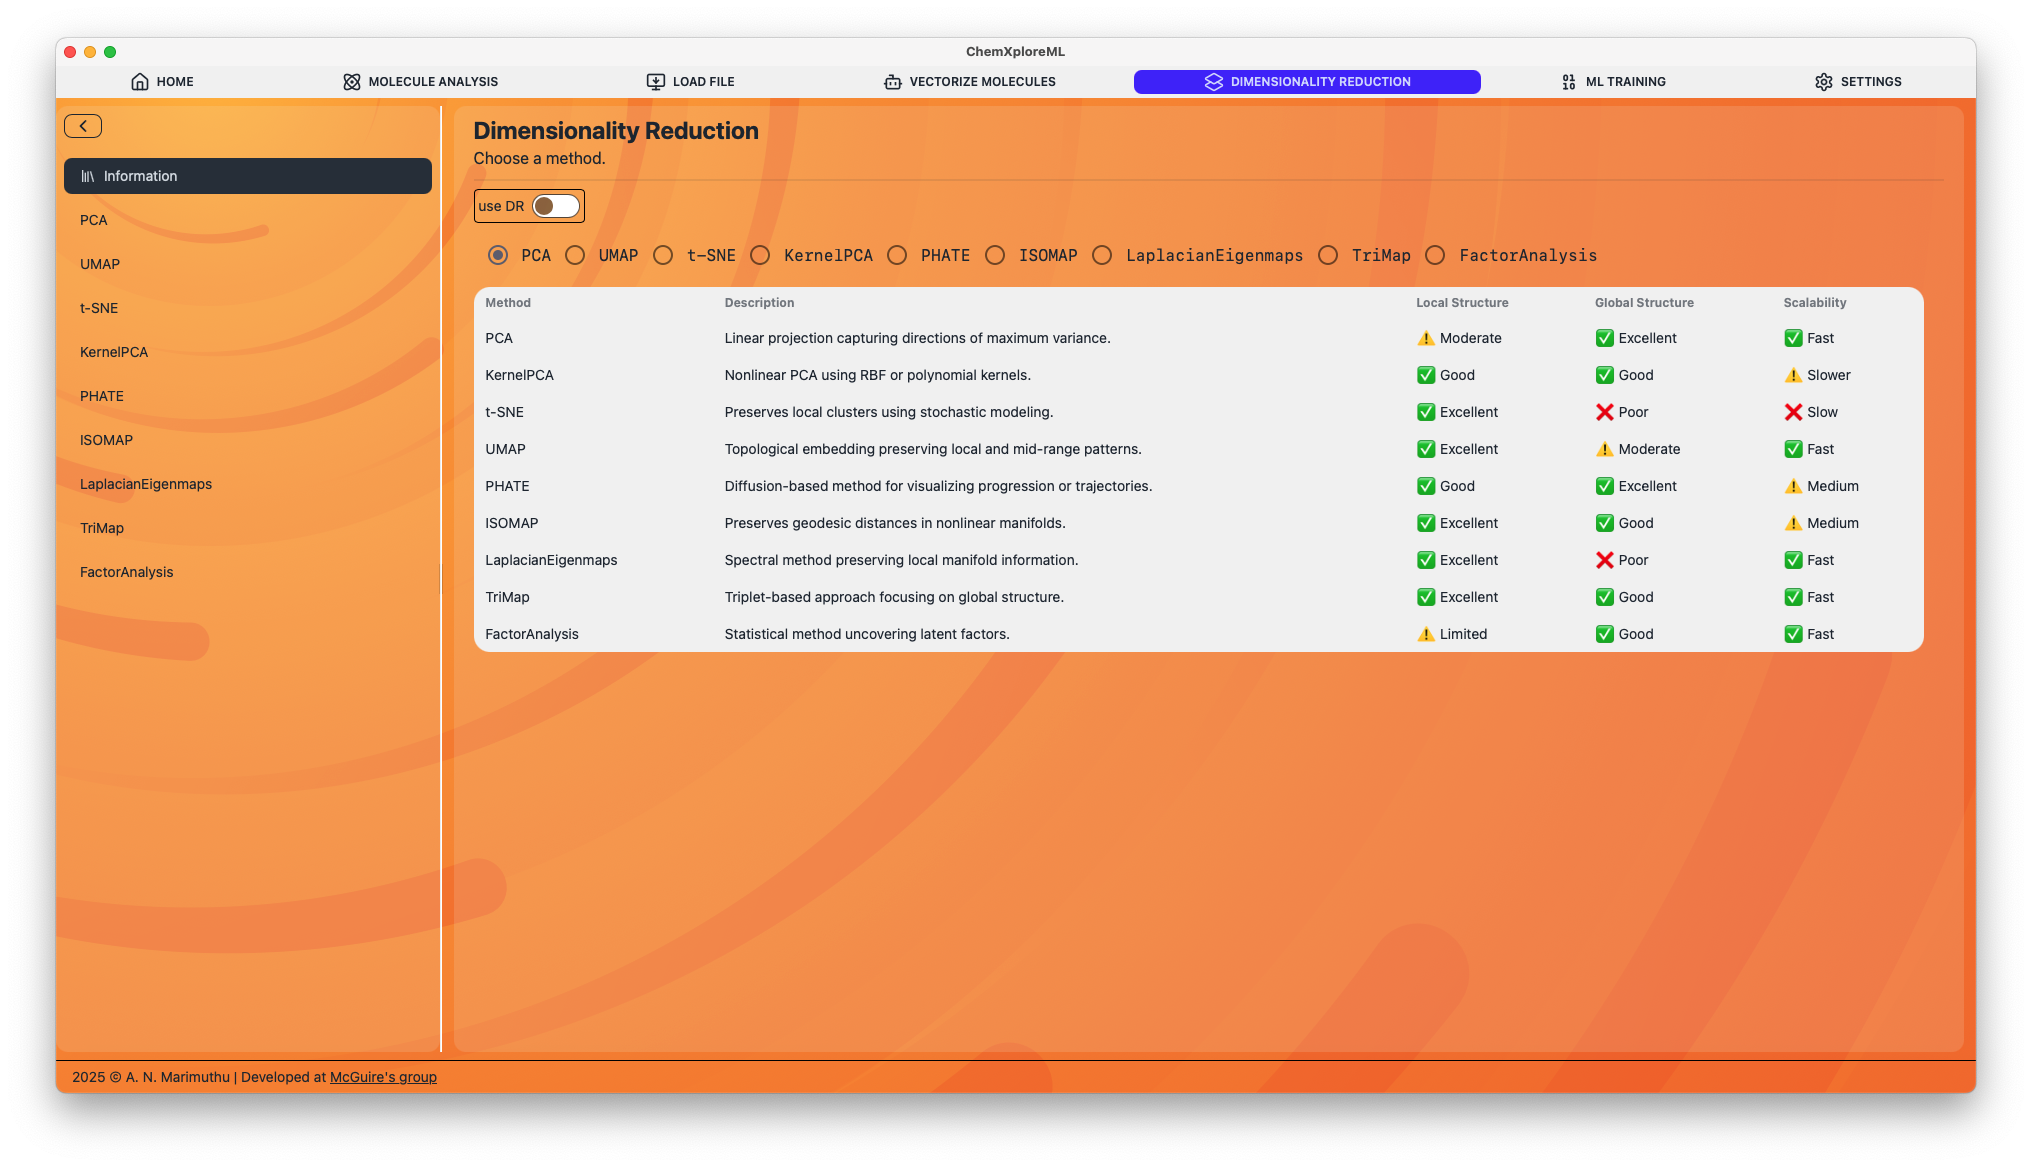 ChemXploreML
HOME MOLECULE ANALYSIS LOAD FILE VECTORIZE MOLECULES DIMENSIONALITY REDUCTION ML TRAINING SETTINGS
Information
PCA
UMAP
t-SNE
KernelPCA
PHATE
ISOMAP
LaplacianEigenmaps
TriMap
FactorAnalysis
Dimensionality Reduction
Choose a method.
use DR
PCA UMAP t-SNE KernelPCA PHATE ISOMAP LaplacianEigenmaps TriMap FactorAnalysis
Method Description Local Structure Global Structure Scalability
PCA Linear projection capturing directions of maximum variance. ⚠️ Moderate ✅ Excellent ✅ Fast
KernelPCA Nonlinear PCA using RBF or polynomial kernels. ✅ Good ✅ Good ⚠️ Slower
t-SNE Preserves local clusters using stochastic modeling. ✅ Excellent ❌ Poor ❌ Slow
UMAP Topological embedding preserving local and mid-range patterns. ✅ Excellent ⚠️ Moderate ✅ Fast
PHATE Diffusion-based method for visualizing progression or trajectories. ✅ Good ✅ Excellent ⚠️ Medium
ISOMAP Preserves geodesic distances in nonlinear manifolds. ✅ Excellent ✅ Good ⚠️ Medium
LaplacianEigenmaps Spectral method preserving local manifold information. ✅ Excellent ❌ Poor ✅ Fast
TriMap Triplet-based approach focusing on global structure. ✅ Excellent ✅ Good ✅ Fast
FactorAnalysis Statistical method uncovering latent factors. ⚠️ Limited ✅ Good ✅ Fast
2025 © A. N. Marimuthu | Developed at McGuire's group